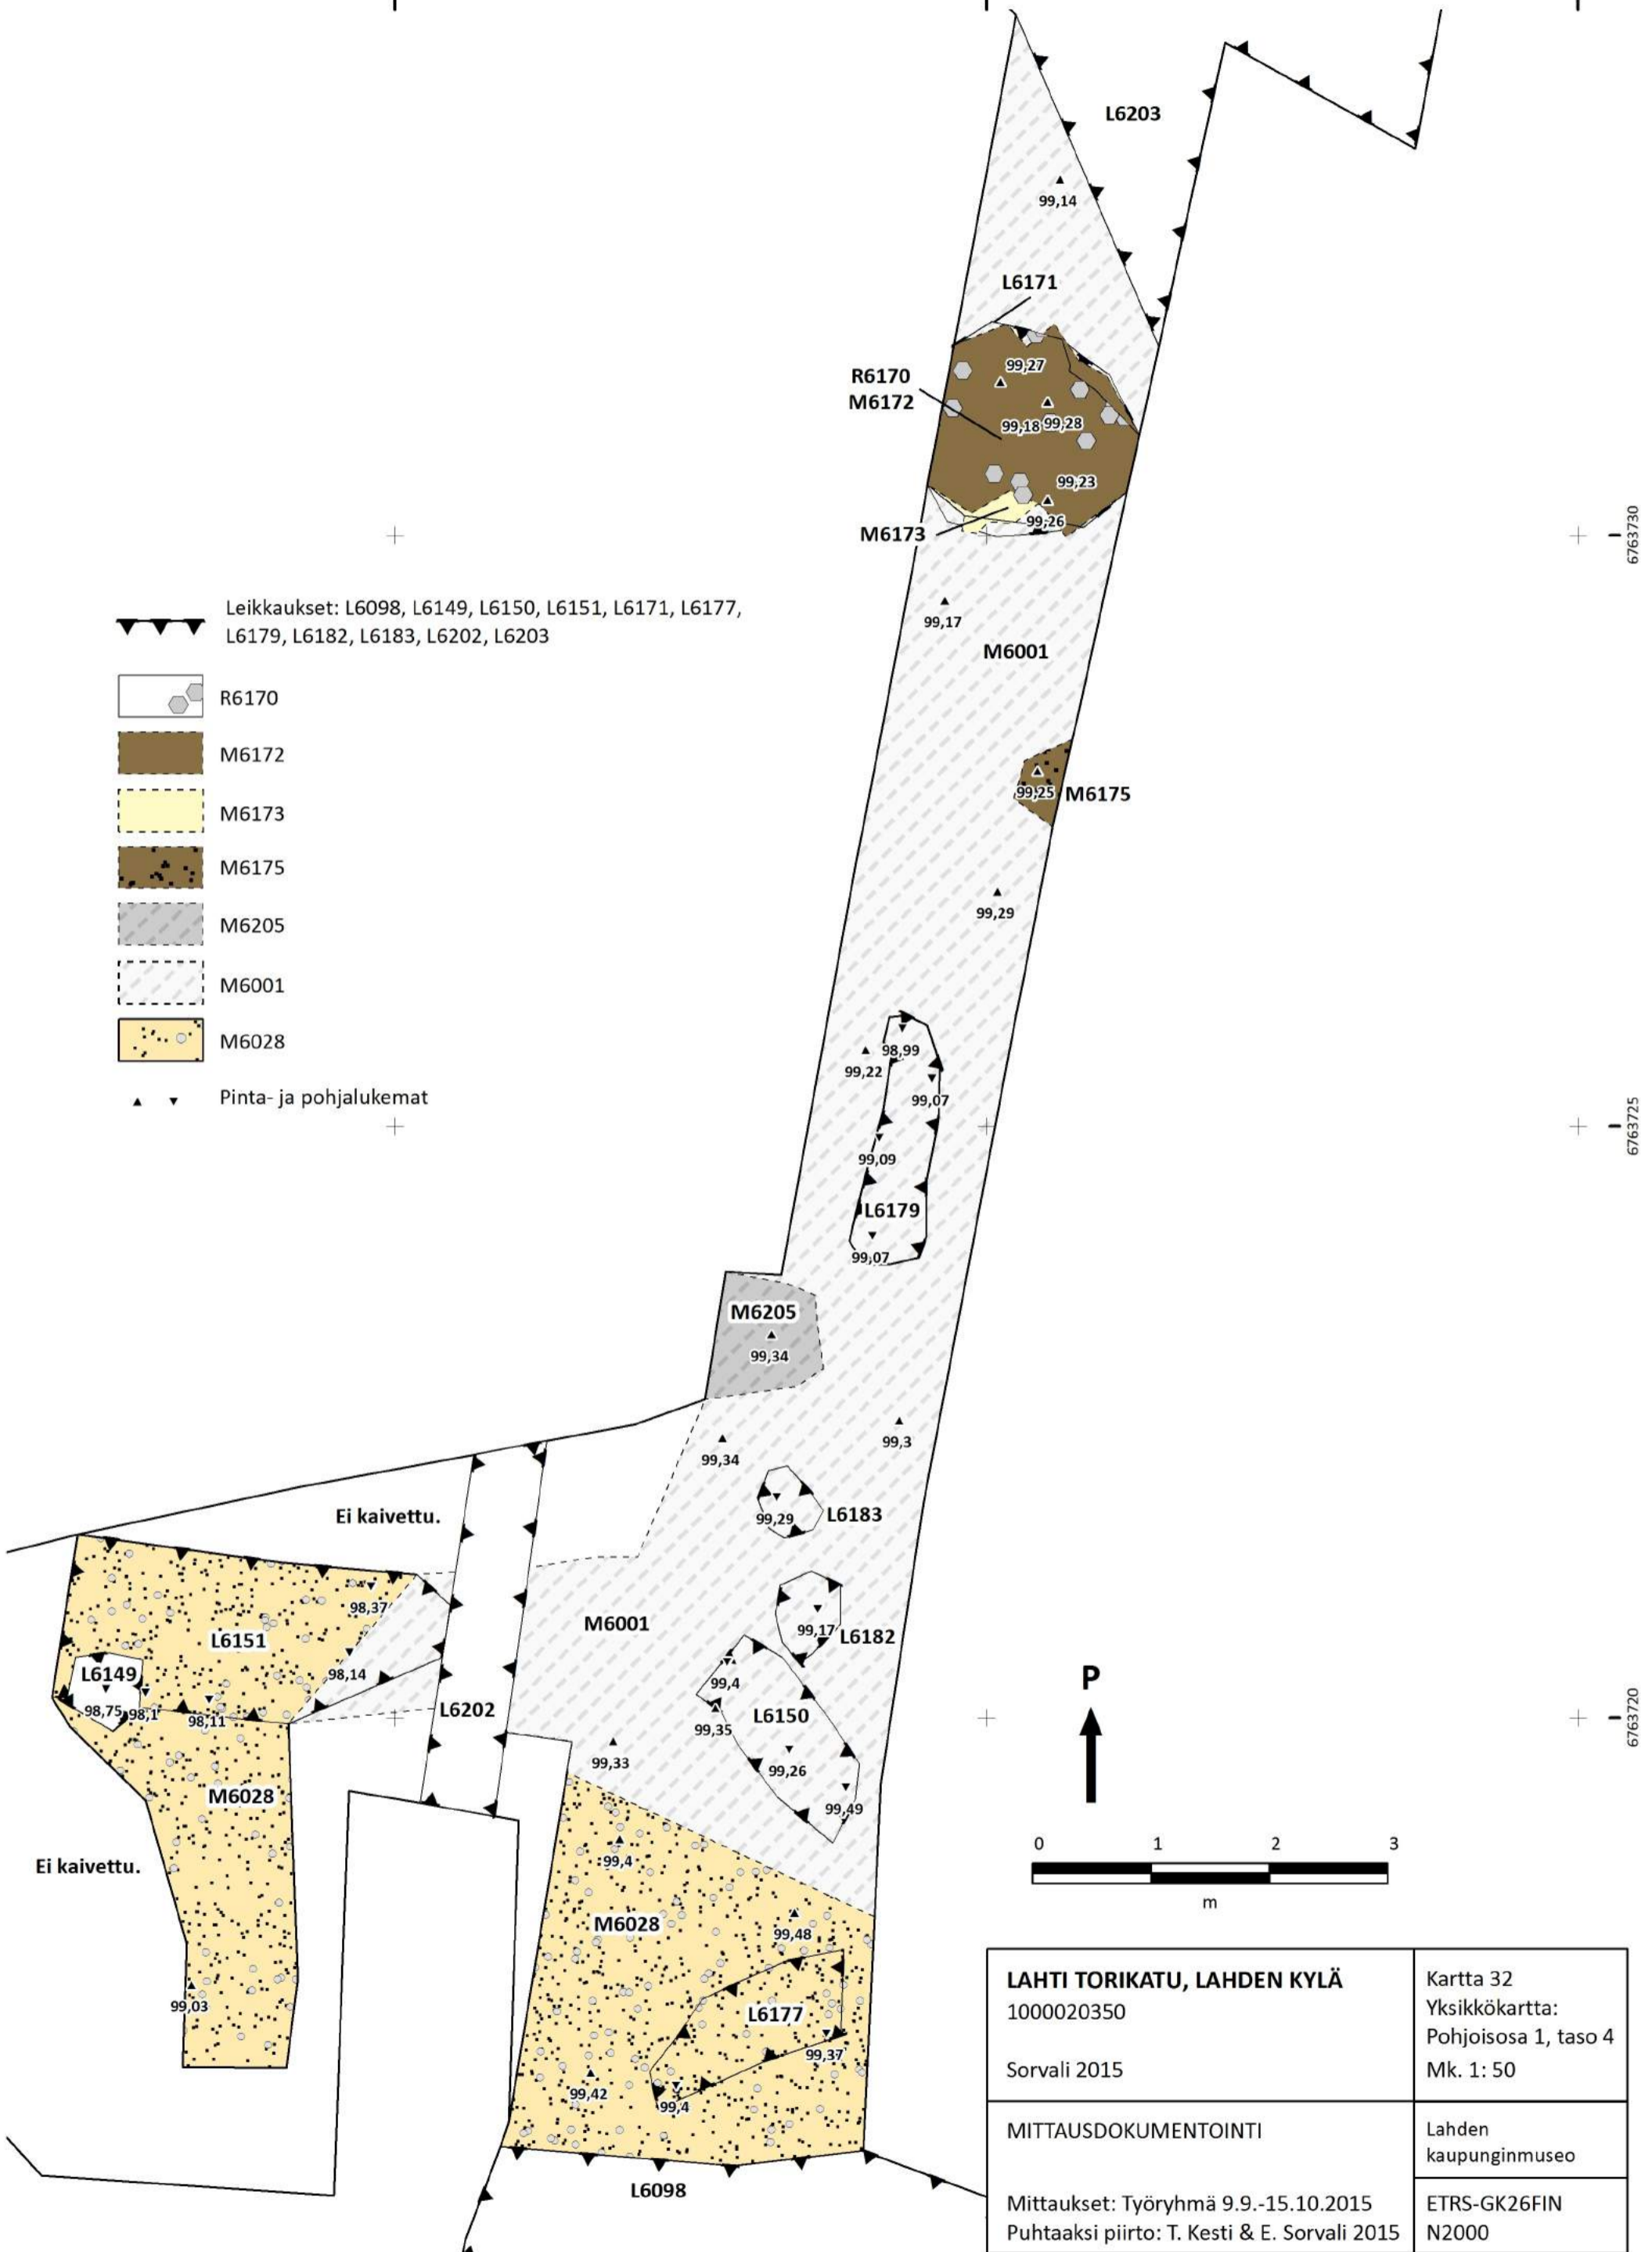 L6203
99,14
L6171
R6170
M6172
99,27
99,18
99,28
99,23
99,26
M6173
6763730
Leikkaukset: L6098, L6149, L6150, L6151, L6171, L6177,
L6179, L6182, L6183, L6202, L6203
R6170
M6172
M6173
M6175
M6205
M6001
M6028
Pinta- ja pohjalukemat
99,17
M6001
99,25
M6175
99,29
98,99
99,22
99,07
6763725
99,09
L6179
99,07
M6205
99,34
99,3
99,34
Ei kaivettu.
99,29
L6183
98,37
M6001
99,17
L6182
L6151
L6149
98,14
99,4
98,75
98,1
98,11
L6202
99,35
L6150
6763720
99,33
99,26
M6028
99,49
Ei kaivettu.
99,4
M6028
99,48
99,03
L6177
99,37
99,42
99,4
L6098
P
0 1 2 3
m
LAHTI TORIKATU, LAHDEN KYLÄ
1000020350
Sorvali 2015
Kartta 32
Yksikkökartta:
Pohjoisosa 1, taso 4
Mk. 1: 50
MITTAUSDOKUMENTOINTI
Lahden
kaupunginmuseo
Mittaukset: Työryhmä 9.9.-15.10.2015
Puhtaaksi piirto: T. Kesti & E. Sorvali 2015
ETRS-GK26FIN
N2000